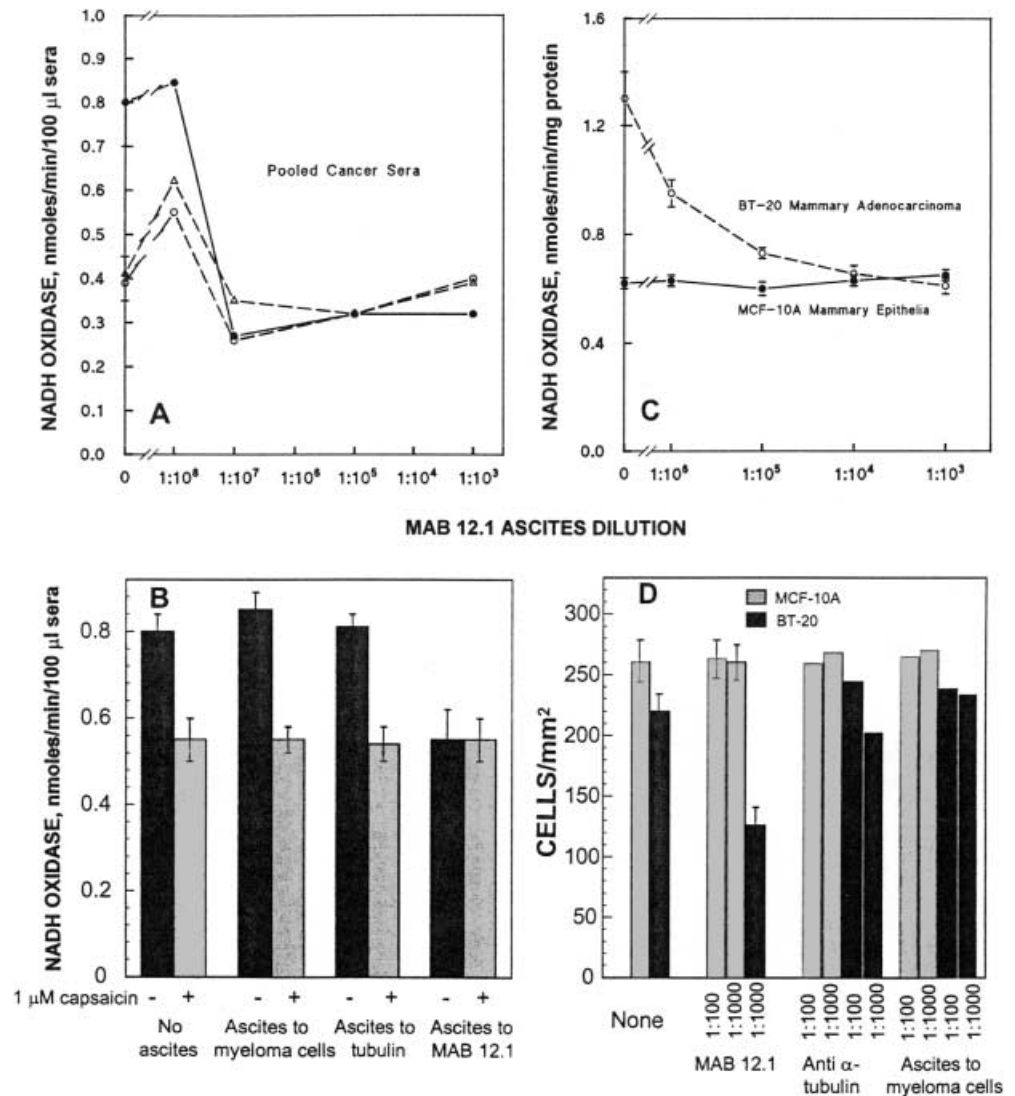 A
NADH OXIDASE, nmoles/min/100 µl sera
1.0
0.9
0.8
0.7
0.6
0.5
0.4
0.3
0.2
0.1
0.0
Pooled Cancer Sera
0 1:10⁸ 1:10⁷ 1:10⁶ 1:10⁵ 1:10⁴ 1:10³
C
NADH OXIDASE, nmoles/min/mg protein
1.6
1.2
0.8
0.4
0.0
BT-20 Mammary Adenocarcinoma
MCF-10A Mammary Epithelia
0 1:10⁶ 1:10⁵ 1:10⁴ 1:10³
MAB 12.1 ASCITES DILUTION
B
NADH OXIDASE, nmoles/min/100 µl sera
0.8
0.6
0.4
0.2
0
1 µM capsaicin - + - + - + - +
No ascites
Ascites to myeloma cells
Ascites to tubulin
Ascites to MAB 12.1
D
MCF-10A
BT-20
CELLS/mm²
300
250
200
150
100
50
0
None
1:100 1:1000 1:1000
MAB 12.1
1:100 1:1000 1:100 1:1000
Anti α-tubulin
1:100 1:1000 1:100 1:1000
Ascites to myeloma cells